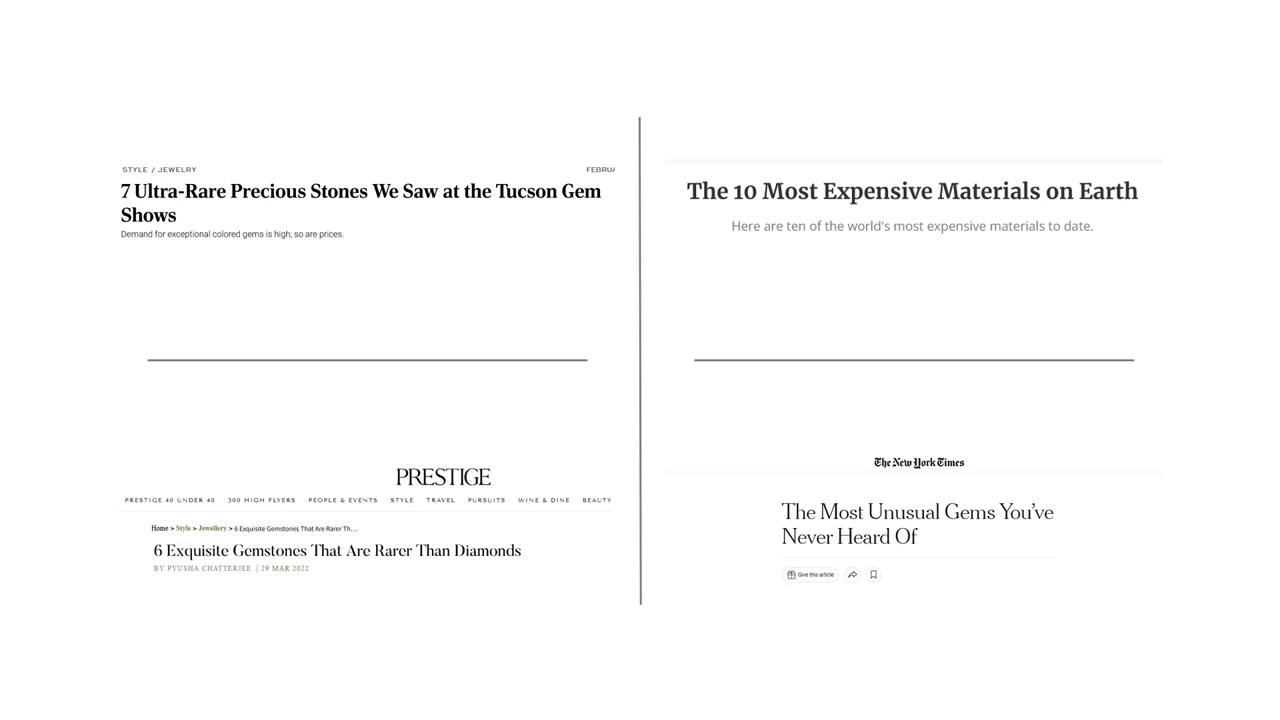 STYLE / JEWELRY
FEBRUA
7 Ultra-Rare Precious Stones We Saw at the Tucson Gem
Shows
Demand for exceptional colored gems is high; so are prices.
The 10 Most Expensive Materials on Earth
Here are ten of the world's most expensive materials to date.
PRESTIGE
PRESTIGE 40 UNDER 40 300 HIGH FLYERS PEOPLE & EVENTS STYLE TRAVEL PURSUITS WINE & DINE BEAUTY
Home > Style > Jewellery > 6 Exquisite Gemstones That Are Rarer Th...
6 Exquisite Gemstones That Are Rarer Than Diamonds
BY PYUSHA CHATTERJEE | 29 MAR 2022
The New York Times
The Most Unusual Gems You've
Never Heard Of
Give this article